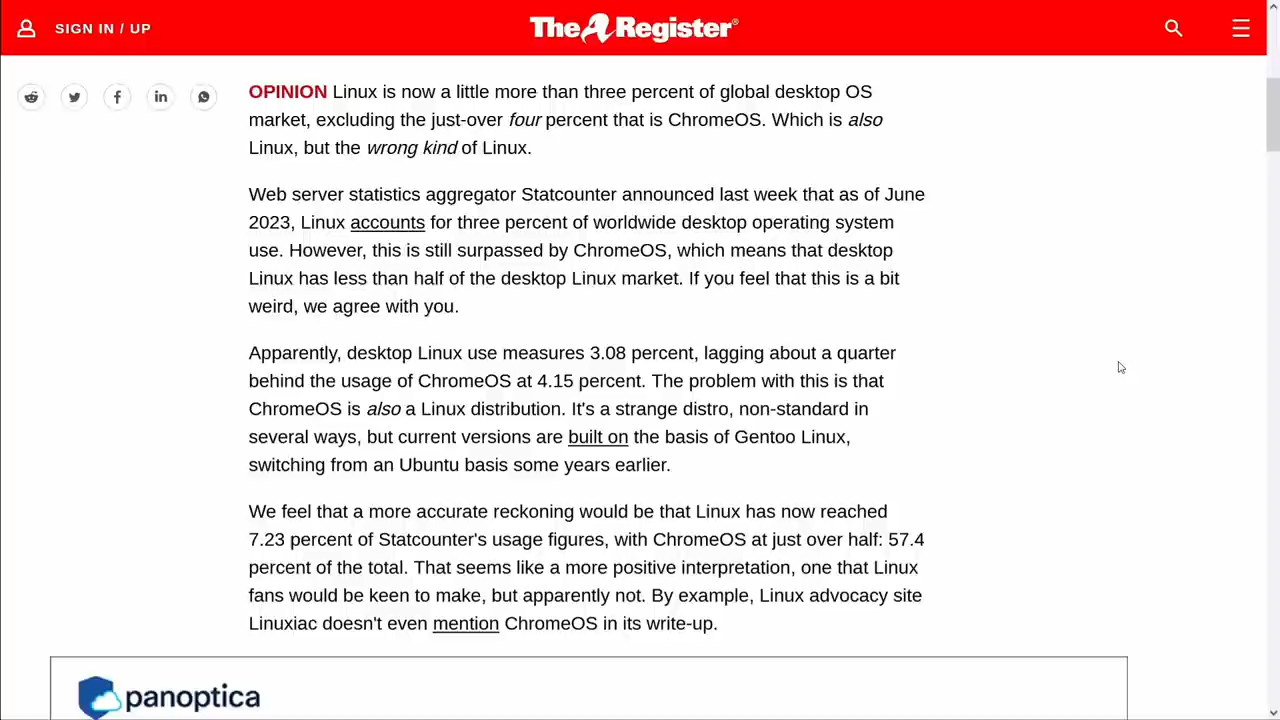 SIGN IN / UP
The Register®
OPINION Linux is now a little more than three percent of global desktop OS
market, excluding the just-over four percent that is ChromeOS. Which is also
Linux, but the wrong kind of Linux.
Web server statistics aggregator Statcounter announced last week that as of June
2023, Linux accounts for three percent of worldwide desktop operating system
use. However, this is still surpassed by ChromeOS, which means that desktop
Linux has less than half of the desktop Linux market. If you feel that this is a bit
weird, we agree with you.
Apparently, desktop Linux use measures 3.08 percent, lagging about a quarter
behind the usage of ChromeOS at 4.15 percent. The problem with this is that
ChromeOS is also a Linux distribution. It's a strange distro, non-standard in
several ways, but current versions are built on the basis of Gentoo Linux,
switching from an Ubuntu basis some years earlier.
We feel that a more accurate reckoning would be that Linux has now reached
7.23 percent of Statcounter's usage figures, with ChromeOS at just over half: 57.4
percent of the total. That seems like a more positive interpretation, one that Linux
fans would be keen to make, but apparently not. By example, Linux advocacy site
Linuxiac doesn't even mention ChromeOS in its write-up.
panoptica